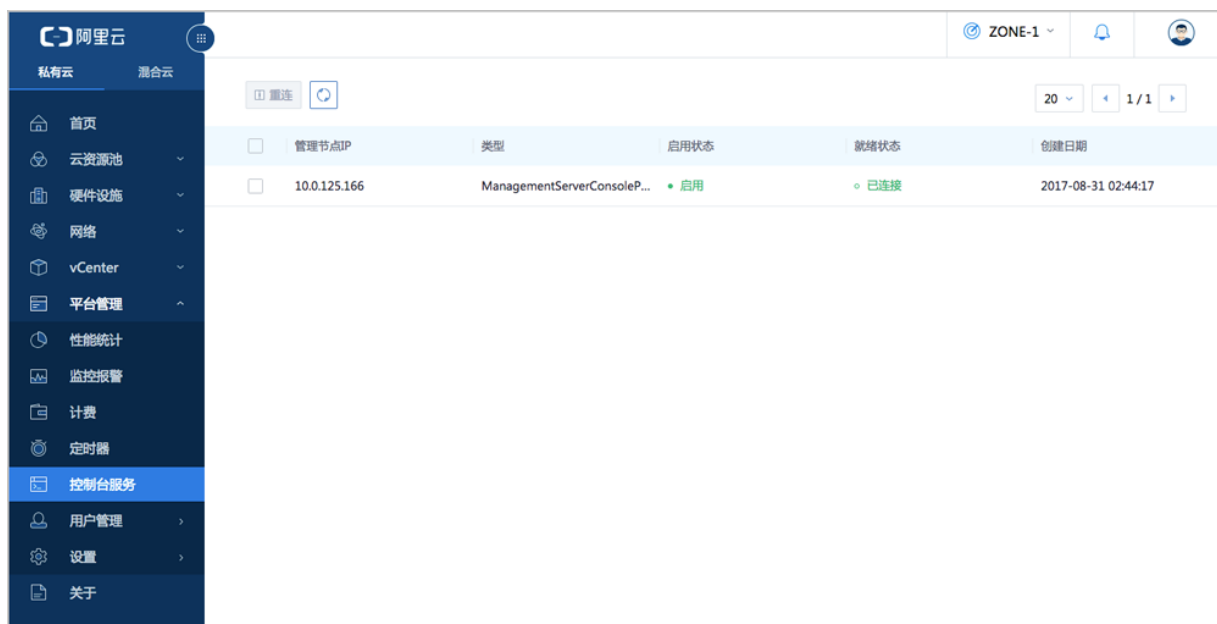 阿里云
ZONE-1
私有云 混合云
重连
20 1 / 1
首页
云资源池
硬件设施
网络
vCenter
平台管理
性能统计
监控报警
计费
定时器
控制台服务
用户管理
设置
关于
管理节点IP 类型 启用状态 就绪状态 创建日期
10.0.125.166 ManagementServerConsoleP... 启用 已连接 2017-08-31 02:44:17